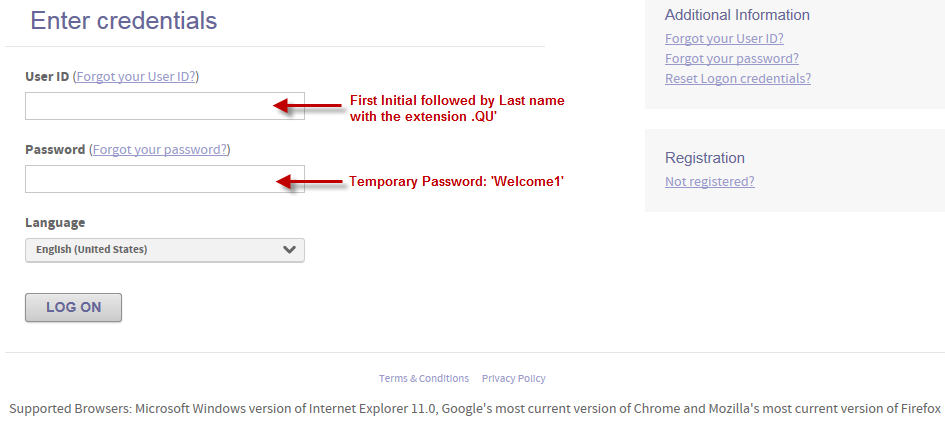 Enter credentials
User ID (Forgot your User ID?)
First Initial followed by Last name
with the extension .QU'
Password (Forgot your password?)
Temporary Password: 'Welcome1'
Language
English (United States)
LOG ON
Additional Information
Forgot your User ID?
Forgot your password?
Reset Logon credentials?
Registration
Not registered?
Terms & Conditions Privacy Policy
Supported Browsers: Microsoft Windows version of Internet Explorer 11.0, Google's most current version of Chrome and Mozilla's most current version of Firefox